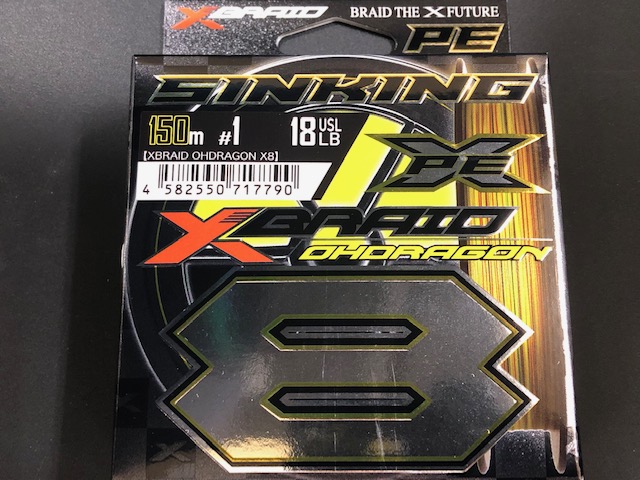 XBRAID BRAID THE X FUTURE
PE
SINKING
150m #1 18 USL LB
【XBRAID OHDRAGON X8】
4 582550 717790
X PE
XBRAID
OHDRAGON
8